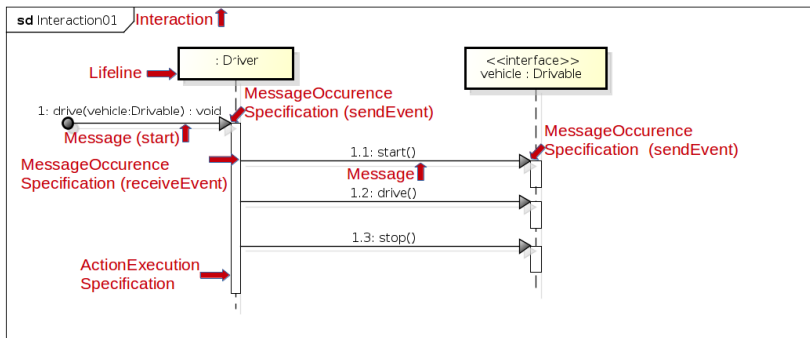 sd Interaction01
Interaction
: Driver
<<interface>>
vehicle : Drivable
Lifeline
MessageOccurence
Specification (sendEvent)
1: drive(vehicle:Drivable) : void
Message (start)
MessageOccurence
Specification  (sendEvent)
1.1: start()
MessageOccurence
Specification (receiveEvent)
Message
1.2: drive()
1.3: stop()
ActionExecution
Specification